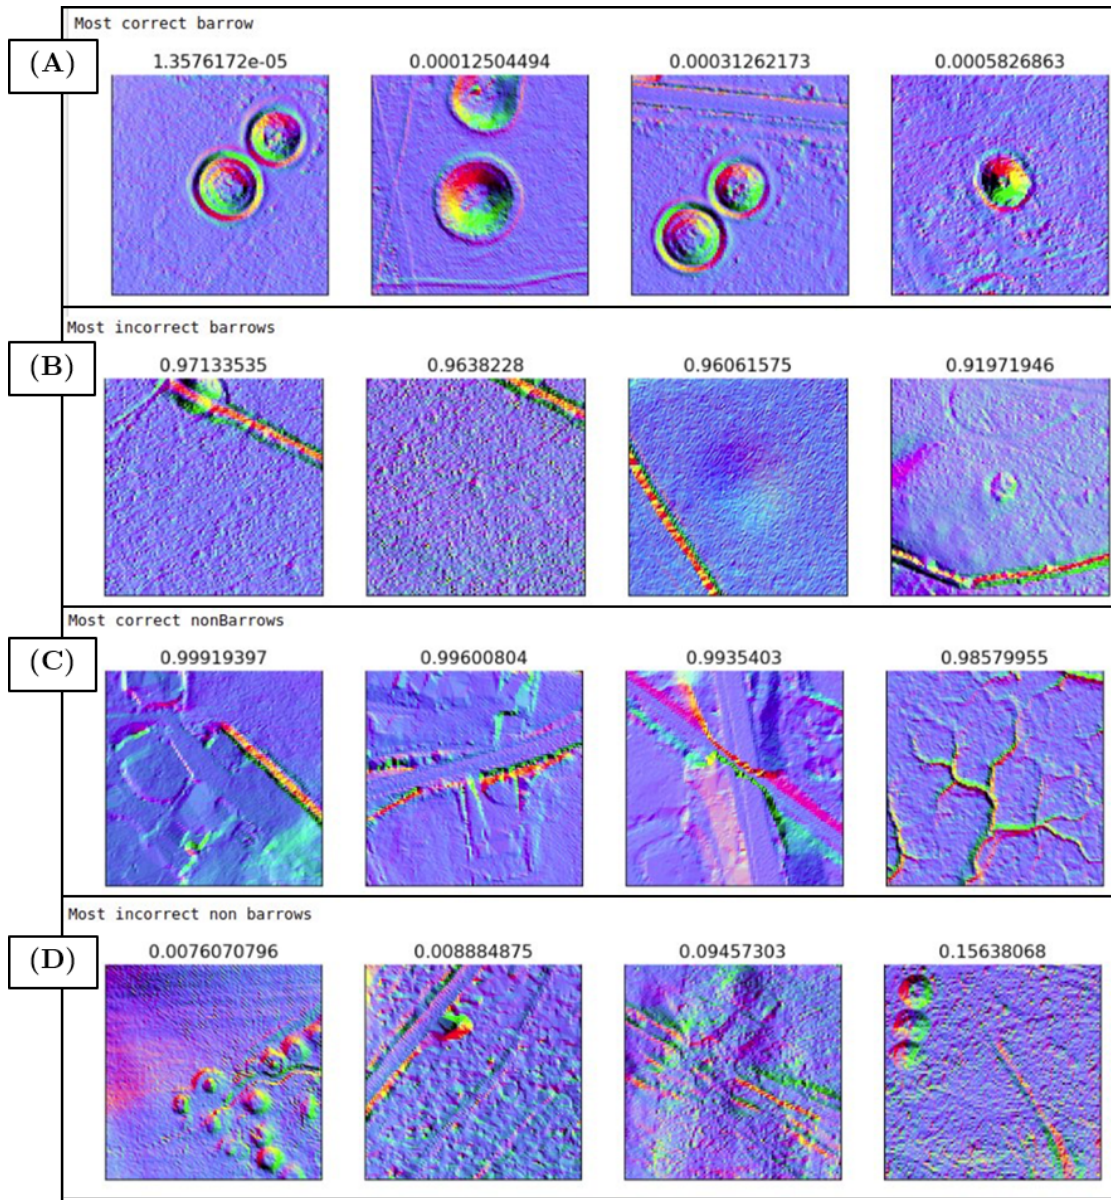 Most correct barrow
(A)
1.3576172e-05 0.00012504494 0.00031262173 0.0005826863
Most incorrect barrows
(B)
0.97133535 0.9638228 0.96061575 0.91971946
Most correct nonBarrows
(C)
0.99919397 0.99600804 0.9935403 0.98579955
Most incorrect non barrows
(D)
0.0076070796 0.008884875 0.09457303 0.15638068